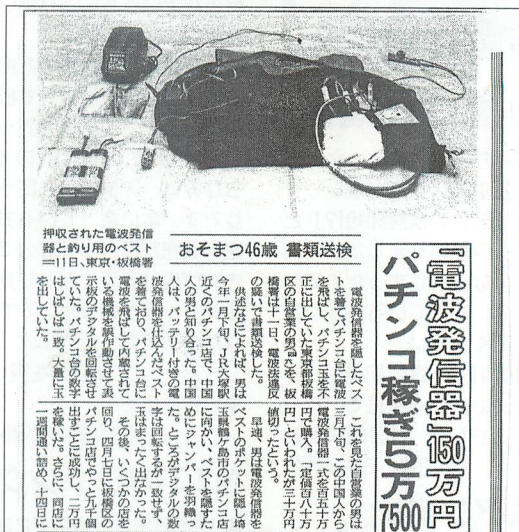 「電波発信器」150万円
パチンコ稼ぎ5万7500
おそまつ46歳 書類送検
押収された電波発信
器と釣り用のベスト
＝11日、東京・板橋署
電波発信器を隠したベス
トを着てパチンコ台に電波
を飛ばし、パチンコ玉を不
正に出していた東京都板橋
区の自営業の男(46)を、板
橋署は十一日、電波法違反
の疑いで書類送検した。
供述などによれば、男は
今年一月下旬、JR大塚駅
近くのパチンコ店で、中国
人の男と知り合った。中国
人は、バッテリー付きの電
波発信器を仕込んだベスト
を着ており、パチンコ台に
電波を飛ばして内蔵されて
いる機械を誤作動させて表
示板のデジタルを回転させ
ていた。パチンコ台の数字
はしばしば一致。大量に玉
を出していた。
これを見た自営業の男は
三月下旬、この中国人から
電波発信器一式を百五十万
円で購入。「定価百八十万
円」といわれたが三十万円
値切ったという。
早速、男は電波発信器を
ベストのポケットに隠し埼
玉県鶴ケ島市のパチンコ店
に向かい、ベストを隠すた
めにジャンパーを羽織っ
た。ところがデジタルの数
字は回転するが一致せず、
玉はまったく出なかった。
その後、いくつかの店を
回り、四月七日に板橋区の
パチンコ店でやっと九千個
出すことに成功し、二万円
を稼いだ。さらに、同店に
一週間通い詰め、十四日に